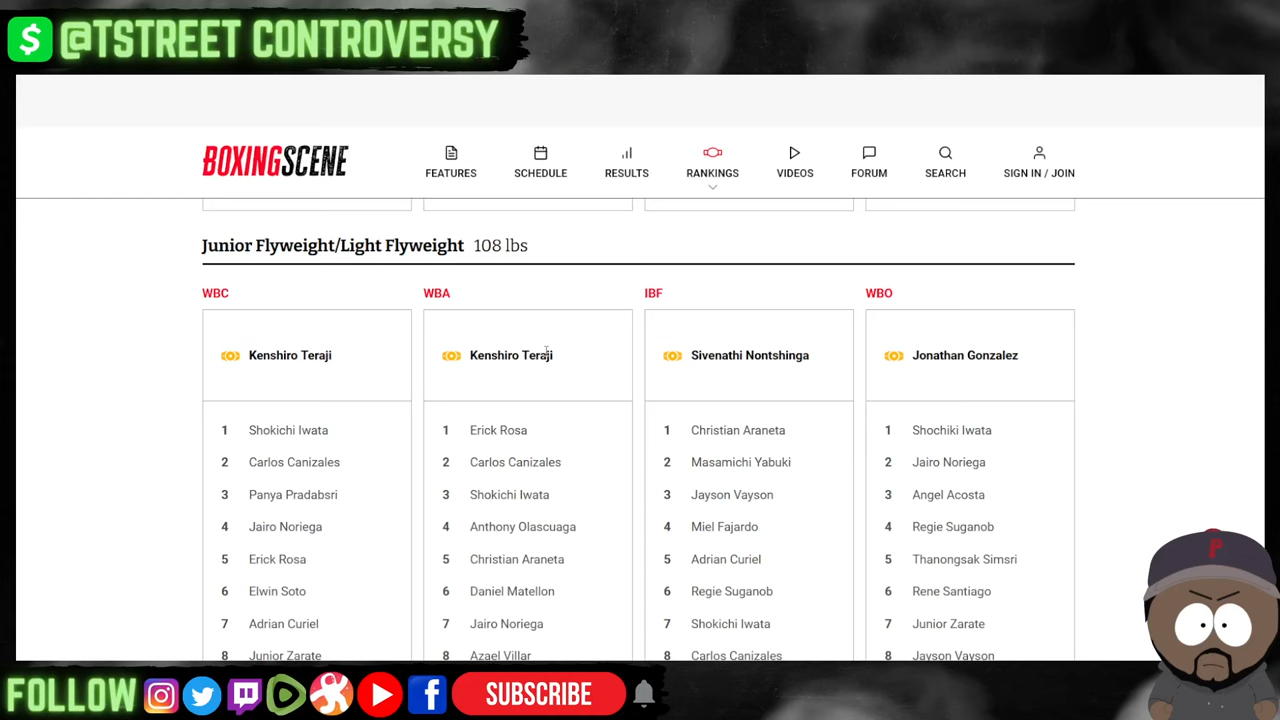 $ @TSTREET CONTROVERSY
BOXINGSCENE
FEATURES SCHEDULE RESULTS RANKINGS VIDEOS FORUM SEARCH SIGN IN / JOIN
Junior Flyweight/Light Flyweight 108 lbs
WBC WBA IBF WBO
Kenshiro Teraji Kenshiro Teraji Sivenathi Nontshinga Jonathan Gonzalez
1 Shokichi Iwata 1 Erick Rosa 1 Christian Araneta 1 Shochiki Iwata
2 Carlos Canizales 2 Carlos Canizales 2 Masamichi Yabuki 2 Jairo Noriega
3 Panya Pradabsri 3 Shokichi Iwata 3 Jayson Vayson 3 Angel Acosta
4 Jairo Noriega 4 Anthony Olascuaga 4 Miel Fajardo 4 Regie Suganob
5 Erick Rosa 5 Christian Araneta 5 Adrian Curiel 5 Thanongsak Simsri
6 Elwin Soto 6 Daniel Matellon 6 Regie Suganob 6 Rene Santiago
7 Adrian Curiel 7 Jairo Noriega 7 Shokichi Iwata 7 Junior Zarate
8 Junior Zarate 8 Azael Villar 8 Carlos Canizales 8 Jayson Vayson
P
FOLLOW SUBSCRIBE